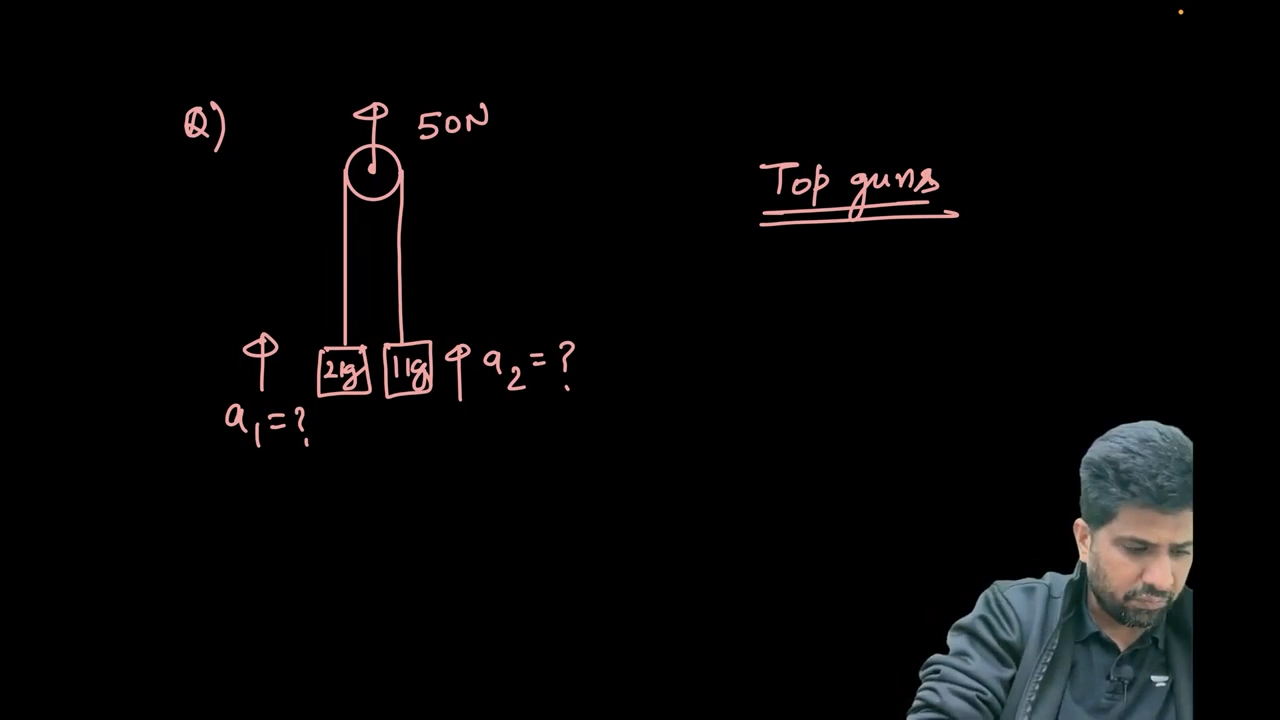 Q)
50N
Top guns
2kg
1kg
a2 = ?
a1 = ?